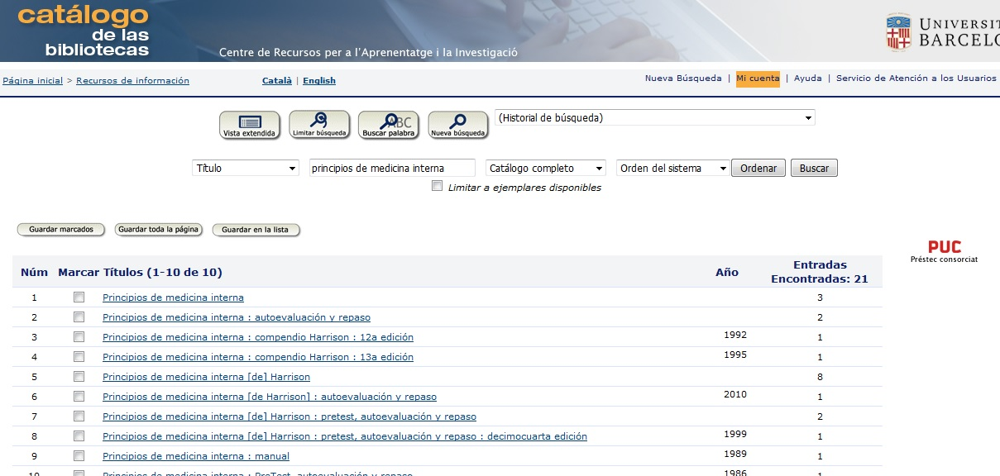 catálogo
de las
bibliotecas
Centre de Recursos per a l'Aprenentatge i la Investigació
UNIVERSIT
BARCELO
Página inicial > Recursos de información
Català | English
Nueva Búsqueda | Mi cuenta | Ayuda | Servicio de Atención a los Usuarios
Vista extendida
Limitar búsqueda
ABC
Buscar palabra
Nueva búsqueda
(Historial de búsqueda)
Título principios de medicina interna Catálogo completo Orden del sistema Ordenar Buscar
Limitar a ejemplares disponibles
Guardar marcados Guardar toda la página Guardar en la lista
PUC
Préstec consorciat
Núm Marcar Títulos (1-10 de 10) Año Entradas Encontradas: 21
1 Principios de medicina interna 3
2 Principios de medicina interna : autoevaluación y repaso 2
3 Principios de medicina interna : compendio Harrison : 12a edición 1992 1
4 Principios de medicina interna : compendio Harrison : 13a edición 1995 1
5 Principios de medicina interna [de] Harrison 8
6 Principios de medicina interna [de Harrison] : autoevaluación y repaso 2010 1
7 Principios de medicina interna [de] Harrison : pretest, autoevaluación y repaso 2
8 Principios de medicina interna [de] Harrison : pretest, autoevaluación y repaso : decimocuarta edición 1999 1
9 Principios de medicina interna : manual 1989 1
10 Principios de medicina interna : PreTest, autoevaluación y repaso 1986 1